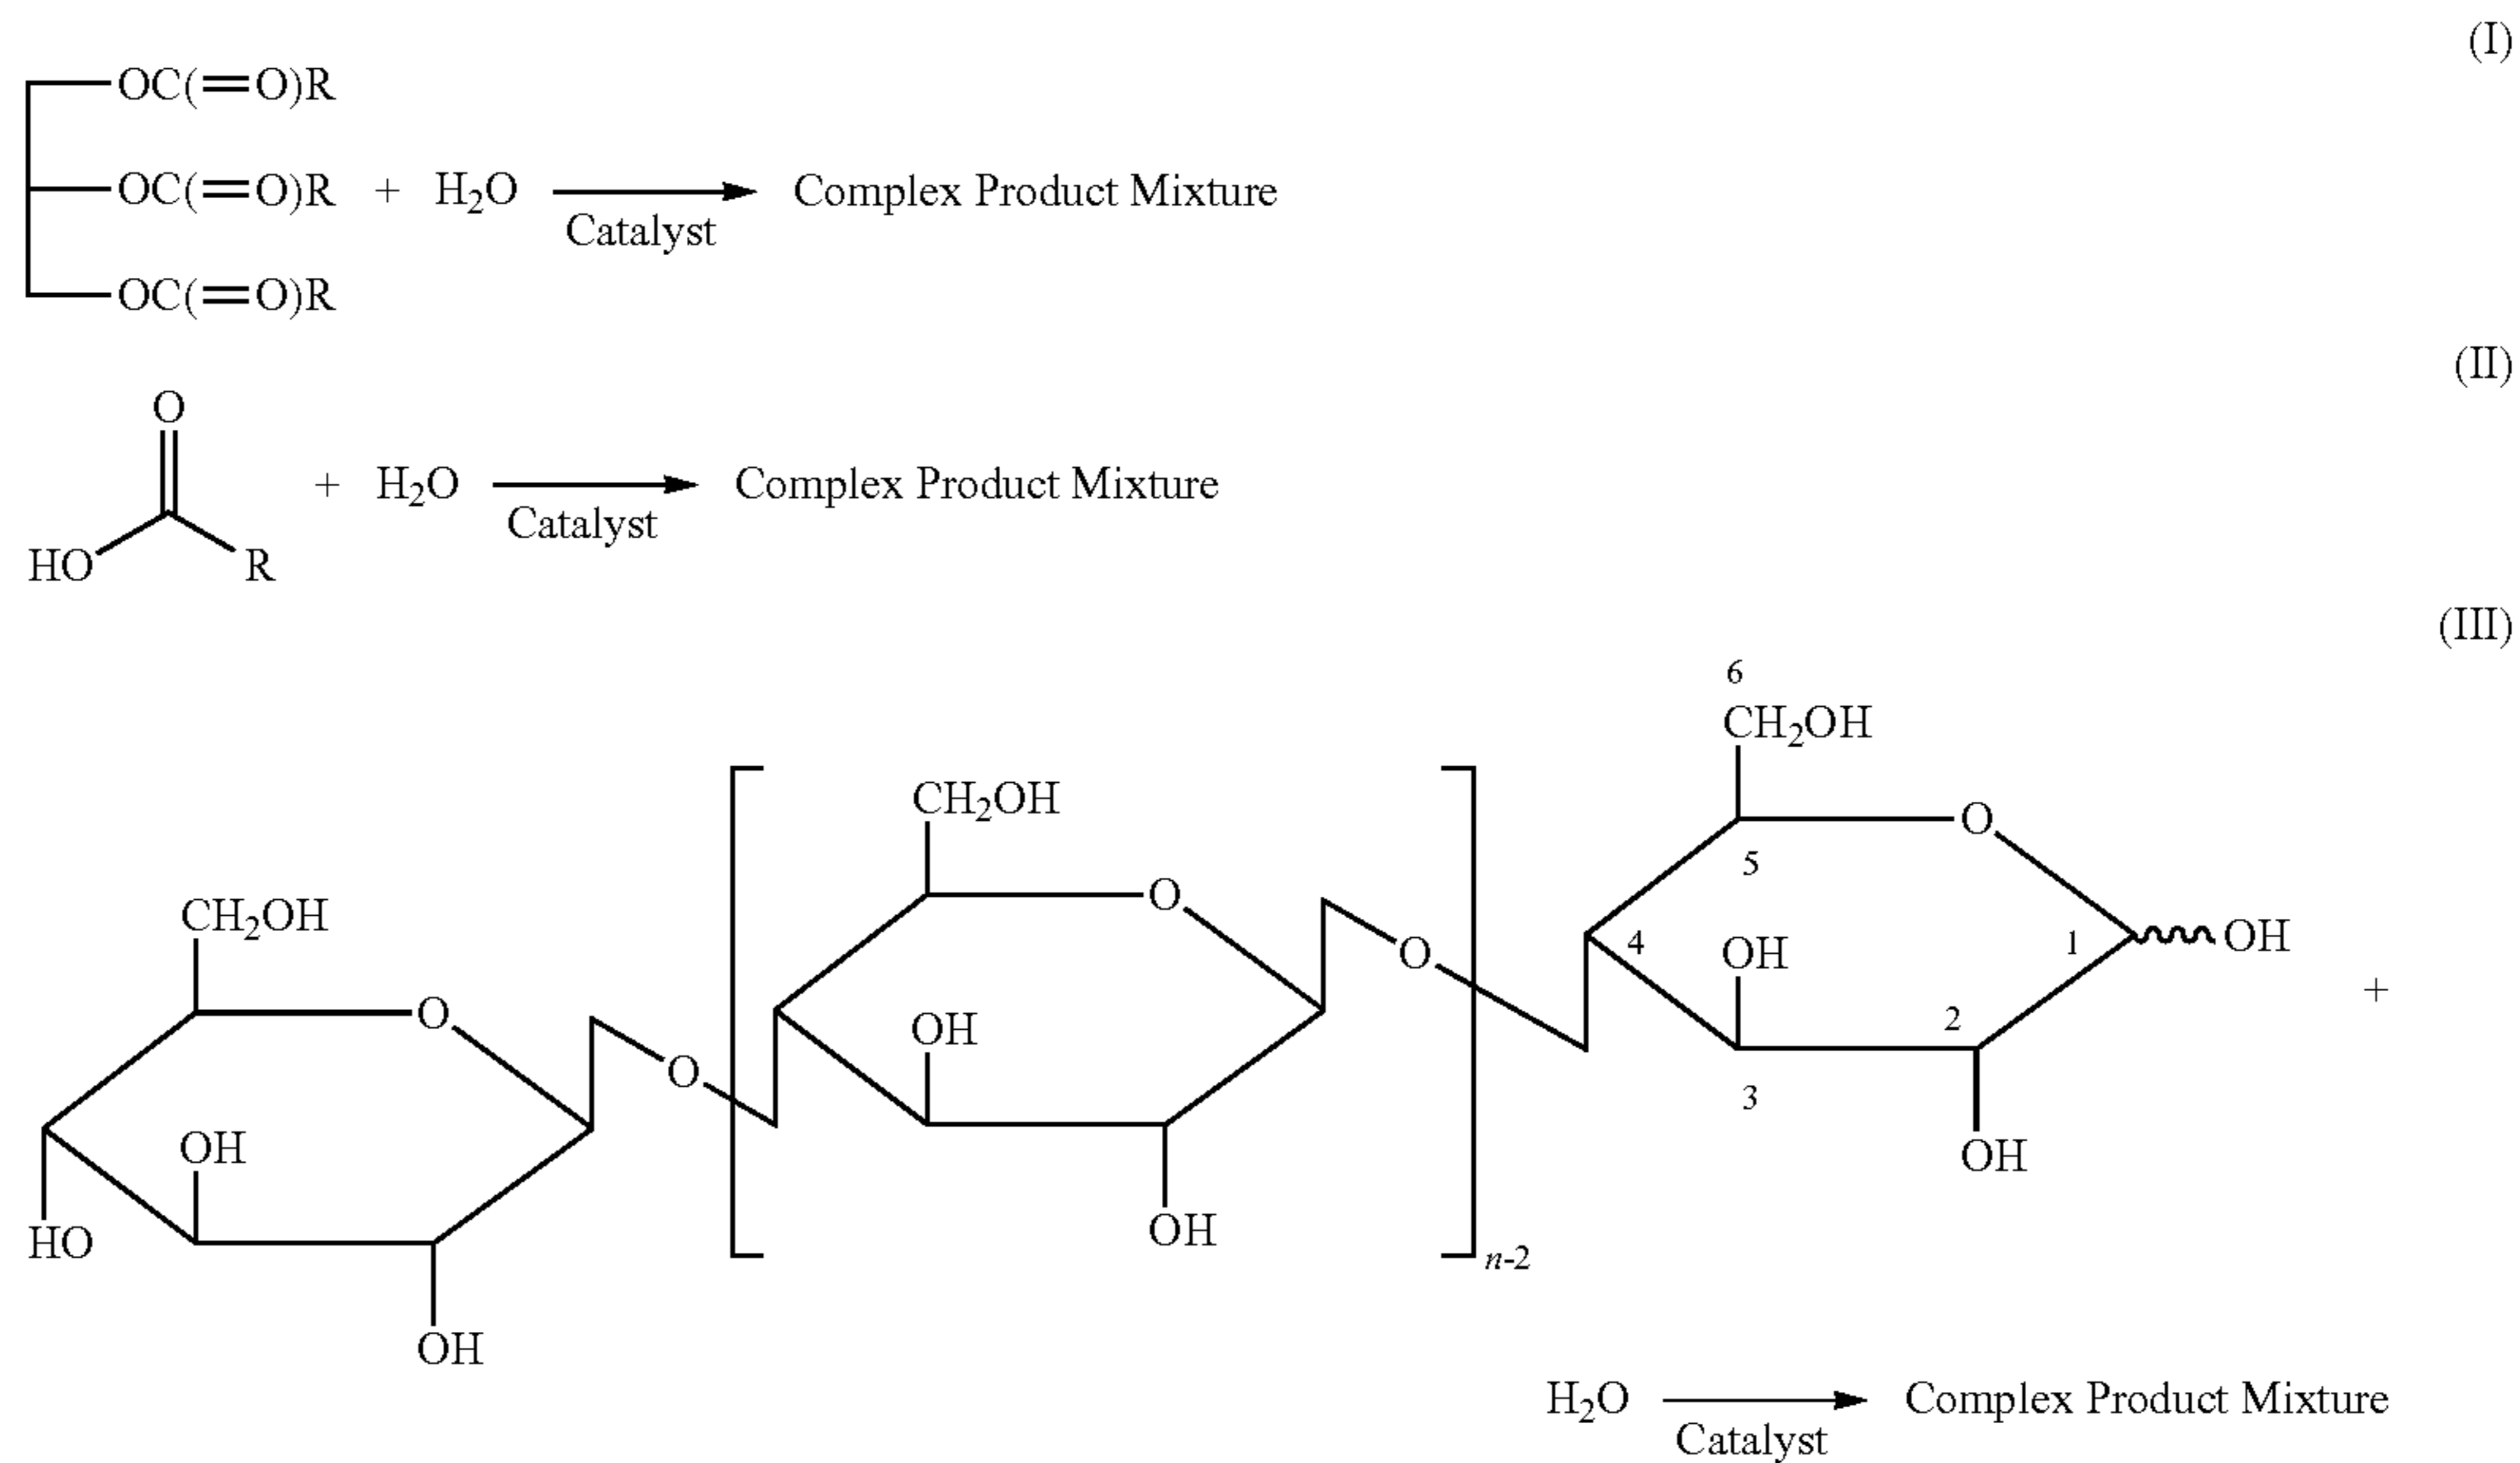 (I)
OC(=O)R
OC(=O)R + H₂O Catalyst Complex Product Mixture
OC(=O)R
(II)
O
HO R + H₂O Catalyst Complex Product Mixture
(III)
6
CH₂OH
CH₂OH O
5
CH₂OH O O 4 OH 1 OH
+
O OH 2
O 3
OH OH
OH
HO OH n-2
OH
H₂O Catalyst Complex Product Mixture